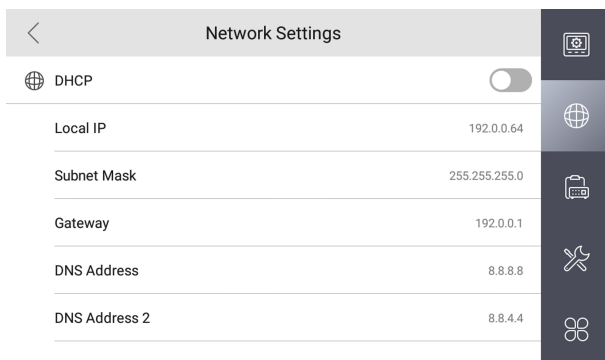 Network Settings
DHCP
Local IP 192.0.0.64
Subnet Mask 255.255.255.0
Gateway 192.0.0.1
DNS Address 8.8.8.8
DNS Address 2 8.8.4.4